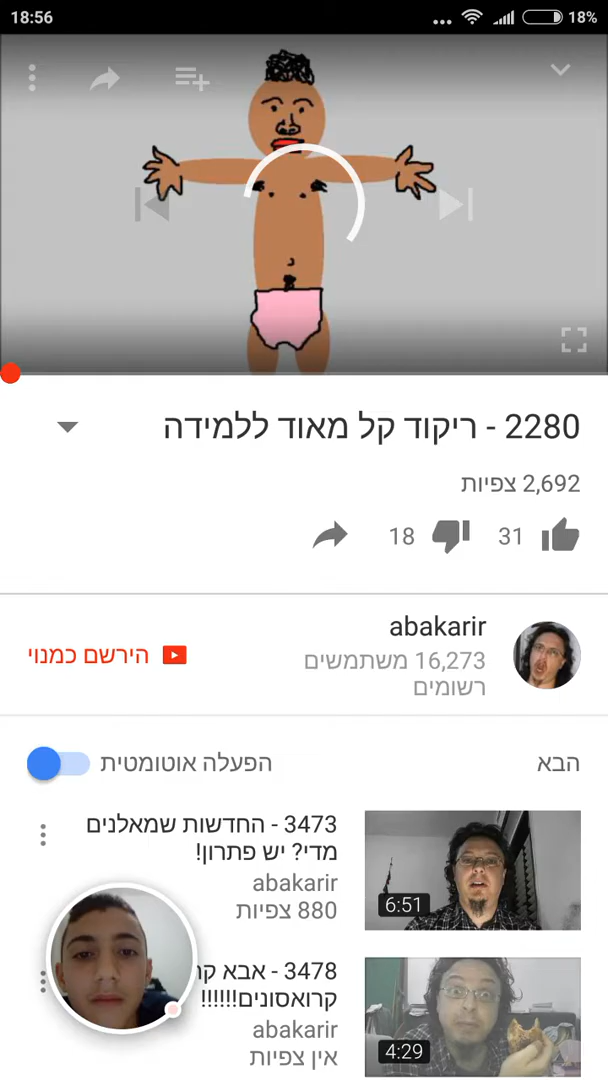 18:56
18%
2280 - ריקוד קל מאוד ללמידה
2,692 צפיות
31
18
abakarir
16,273 משתמשים
רשומים
הירשם כמנוי
הבא
הפעלה אוטומטית
3473 - החדשות שמאלנים
מדי? יש פתרון!
abakarir
880 צפיות
6:51
3478 - אבא
קרואסונים!!!!!!
abakarir
אין צפיות
4:29